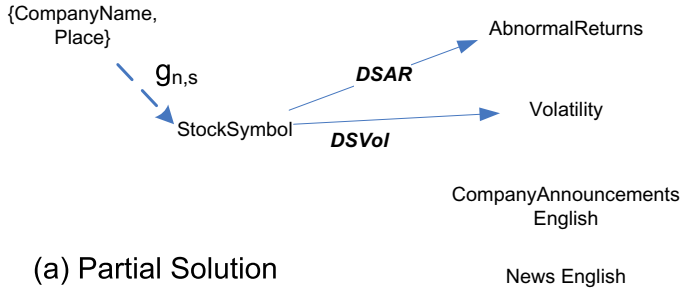 {CompanyName,
Place}
AbnormalReturns
gn,s
DSAR
StockSymbol
Volatility
DSVol
CompanyAnnouncements
English
(a) Partial Solution
News English